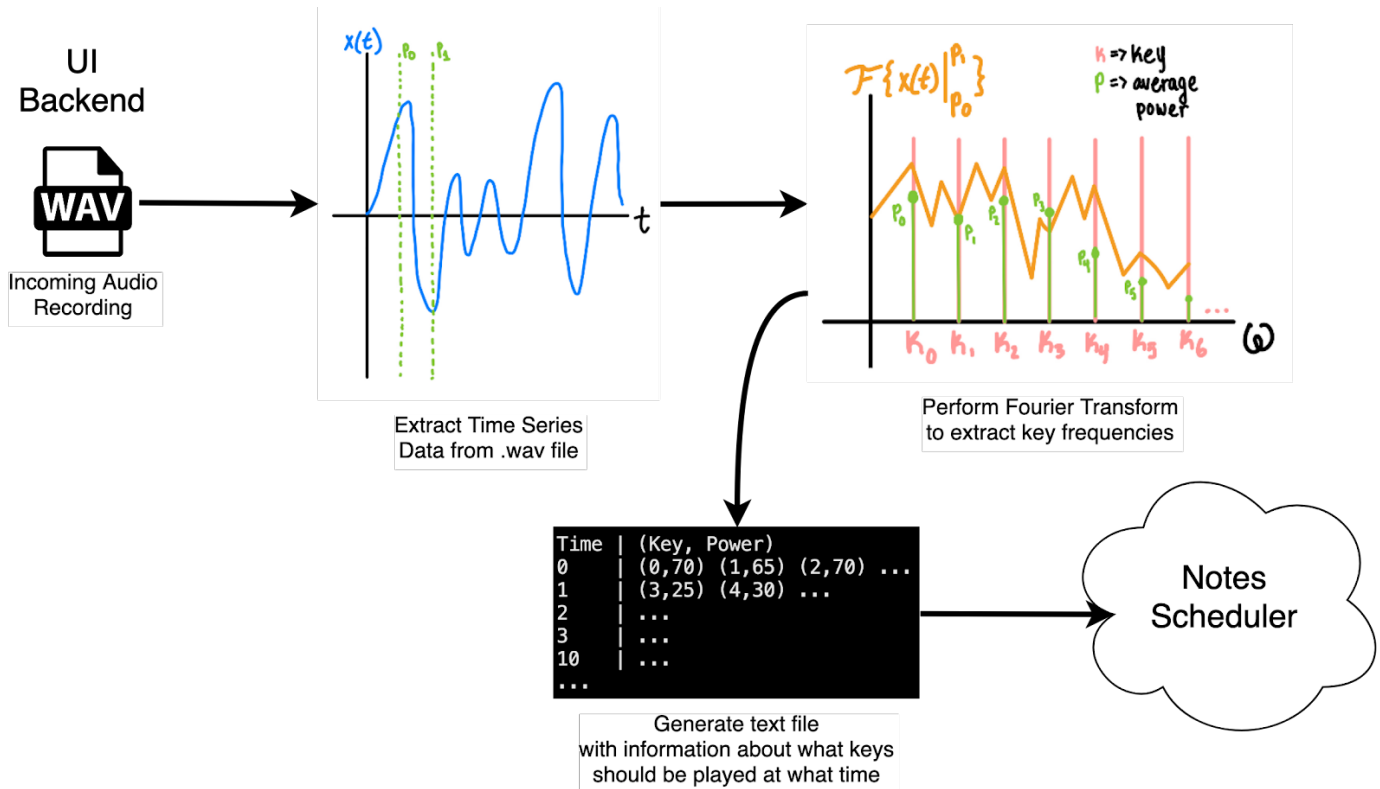 UI
Backend
WAV
Incoming Audio
Recording
x(t)
P0
P1
t
Extract Time Series
Data from .wav file
F{x(t)|P1 P0}
K => Key
P => average
power
P0
P1
P2
P3
P4
P5
...
K0 K1 K2 K3 K4 K5 K6
ω
Perform Fourier Transform
to extract key frequencies
Time | (Key, Power)
0 | (0,70) (1,65) (2,70) ...
1 | (3,25) (4,30) ...
2 | ...
3 | ...
10 | ...
...
Generate text file
with information about what keys
should be played at what time
Notes
Scheduler